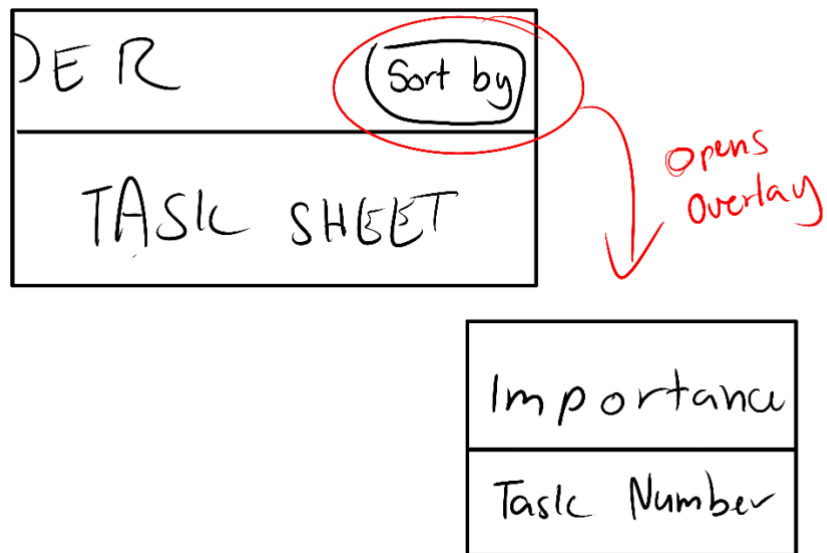 DER
Sort by
TASK SHEET
Opens
Overlay
Importance
Task Number